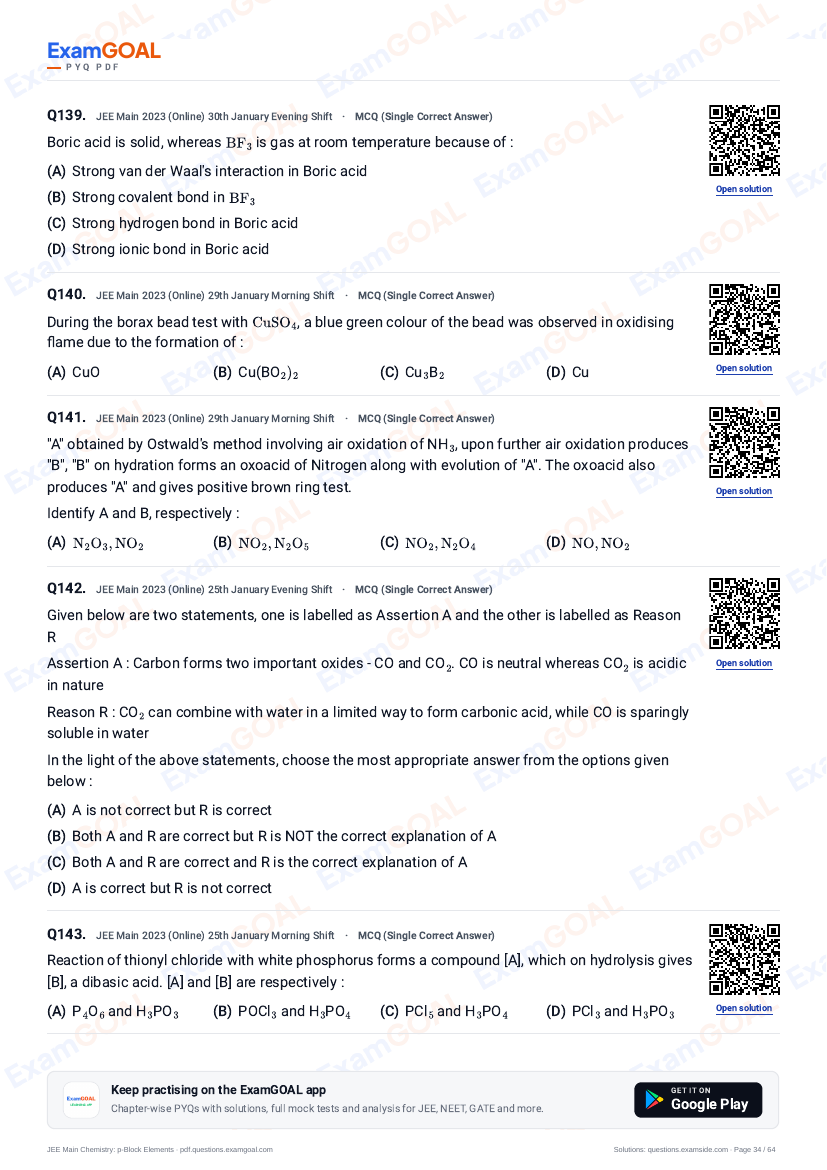 ExamGOAL
PYQ PDF
Q139. JEE Main 2023 (Online) 30th January Evening Shift · MCQ (Single Correct Answer)
Boric acid is solid, whereas BF₃ is gas at room temperature because of :
(A) Strong van der Waal's interaction in Boric acid
(B) Strong covalent bond in BF₃
(C) Strong hydrogen bond in Boric acid
(D) Strong ionic bond in Boric acid
Open solution
Q140. JEE Main 2023 (Online) 29th January Morning Shift · MCQ (Single Correct Answer)
During the borax bead test with CuSO₄, a blue green colour of the bead was observed in oxidising
flame due to the formation of :
(A) CuO (B) Cu(BO₂)₂ (C) Cu₃B₂ (D) Cu
Open solution
Q141. JEE Main 2023 (Online) 29th January Morning Shift · MCQ (Single Correct Answer)
"A" obtained by Ostwald's method involving air oxidation of NH₃, upon further air oxidation produces
"B", "B" on hydration forms an oxoacid of Nitrogen along with evolution of "A". The oxoacid also
produces "A" and gives positive brown ring test.
Identify A and B, respectively :
(A) N₂O₃, NO₂ (B) NO₂, N₂O₅ (C) NO₂, N₂O₄ (D) NO, NO₂
Open solution
Q142. JEE Main 2023 (Online) 25th January Evening Shift · MCQ (Single Correct Answer)
Given below are two statements, one is labelled as Assertion A and the other is labelled as Reason
R
Assertion A : Carbon forms two important oxides - CO and CO₂. CO is neutral whereas CO₂ is acidic
in nature
Reason R : CO₂ can combine with water in a limited way to form carbonic acid, while CO is sparingly
soluble in water
In the light of the above statements, choose the most appropriate answer from the options given
below :
(A) A is not correct but R is correct
(B) Both A and R are correct but R is NOT the correct explanation of A
(C) Both A and R are correct and R is the correct explanation of A
(D) A is correct but R is not correct
Open solution
Q143. JEE Main 2023 (Online) 25th January Morning Shift · MCQ (Single Correct Answer)
Reaction of thionyl chloride with white phosphorus forms a compound [A], which on hydrolysis gives
[B], a dibasic acid. [A] and [B] are respectively :
(A) P₄O₆ and H₃PO₃ (B) POCl₃ and H₃PO₄ (C) PCl₅ and H₃PO₄ (D) PCl₃ and H₃PO₃
Open solution
ExamGOAL
Keep practising on the ExamGOAL app
Chapter-wise PYQs with solutions, full mock tests and analysis for JEE, NEET, GATE and more.
GET IT ON
Google Play
JEE Main Chemistry: p-Block Elements · pdf.questions.examgoal.com
Solutions: questions.examside.com · Page 34 / 64